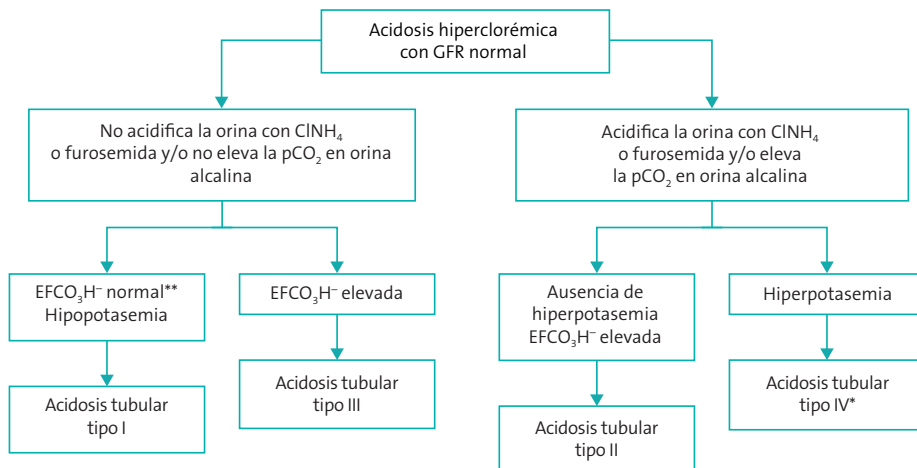 Acidosis hiperclorémica
con GFR normal
No acidifica la orina con ClNH₄
o furosemida y/o no eleva la pCO₂ en orina
alcalina
Acidifica la orina con ClNH₄
o furosemida y/o eleva
la pCO₂ en orina alcalina
EFCO₃H⁻ normal**
Hipopotasemia
EFCO₃H⁻ elevada
Ausencia de
hiperpotasemia
EFCO₃H⁻ elevada
Hiperpotasemia
Acidosis tubular
tipo I
Acidosis tubular
tipo III
Acidosis tubular
tipo II
Acidosis tubular
tipo IV*